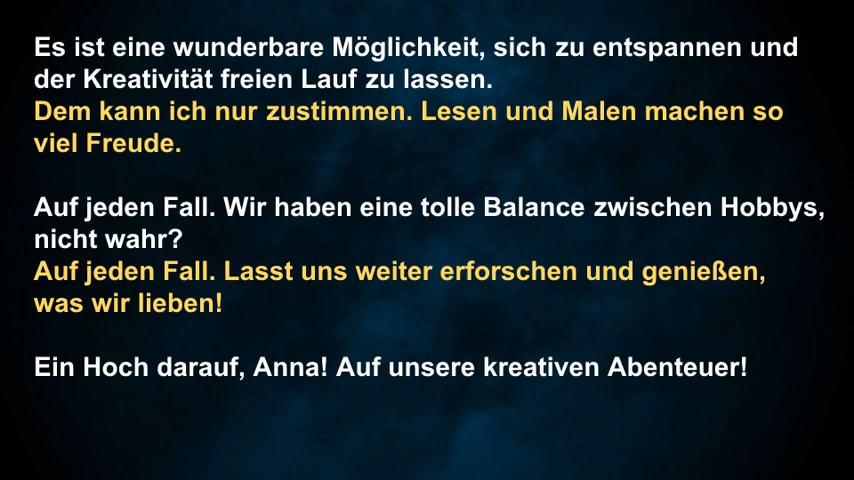 Es ist eine wunderbare Möglichkeit, sich zu entspannen und
der Kreativität freien Lauf zu lassen.
Dem kann ich nur zustimmen. Lesen und Malen machen so
viel Freude.
Auf jeden Fall. Wir haben eine tolle Balance zwischen Hobbys,
nicht wahr?
Auf jeden Fall. Lasst uns weiter erforschen und genießen,
was wir lieben!
Ein Hoch darauf, Anna! Auf unsere kreativen Abenteuer!